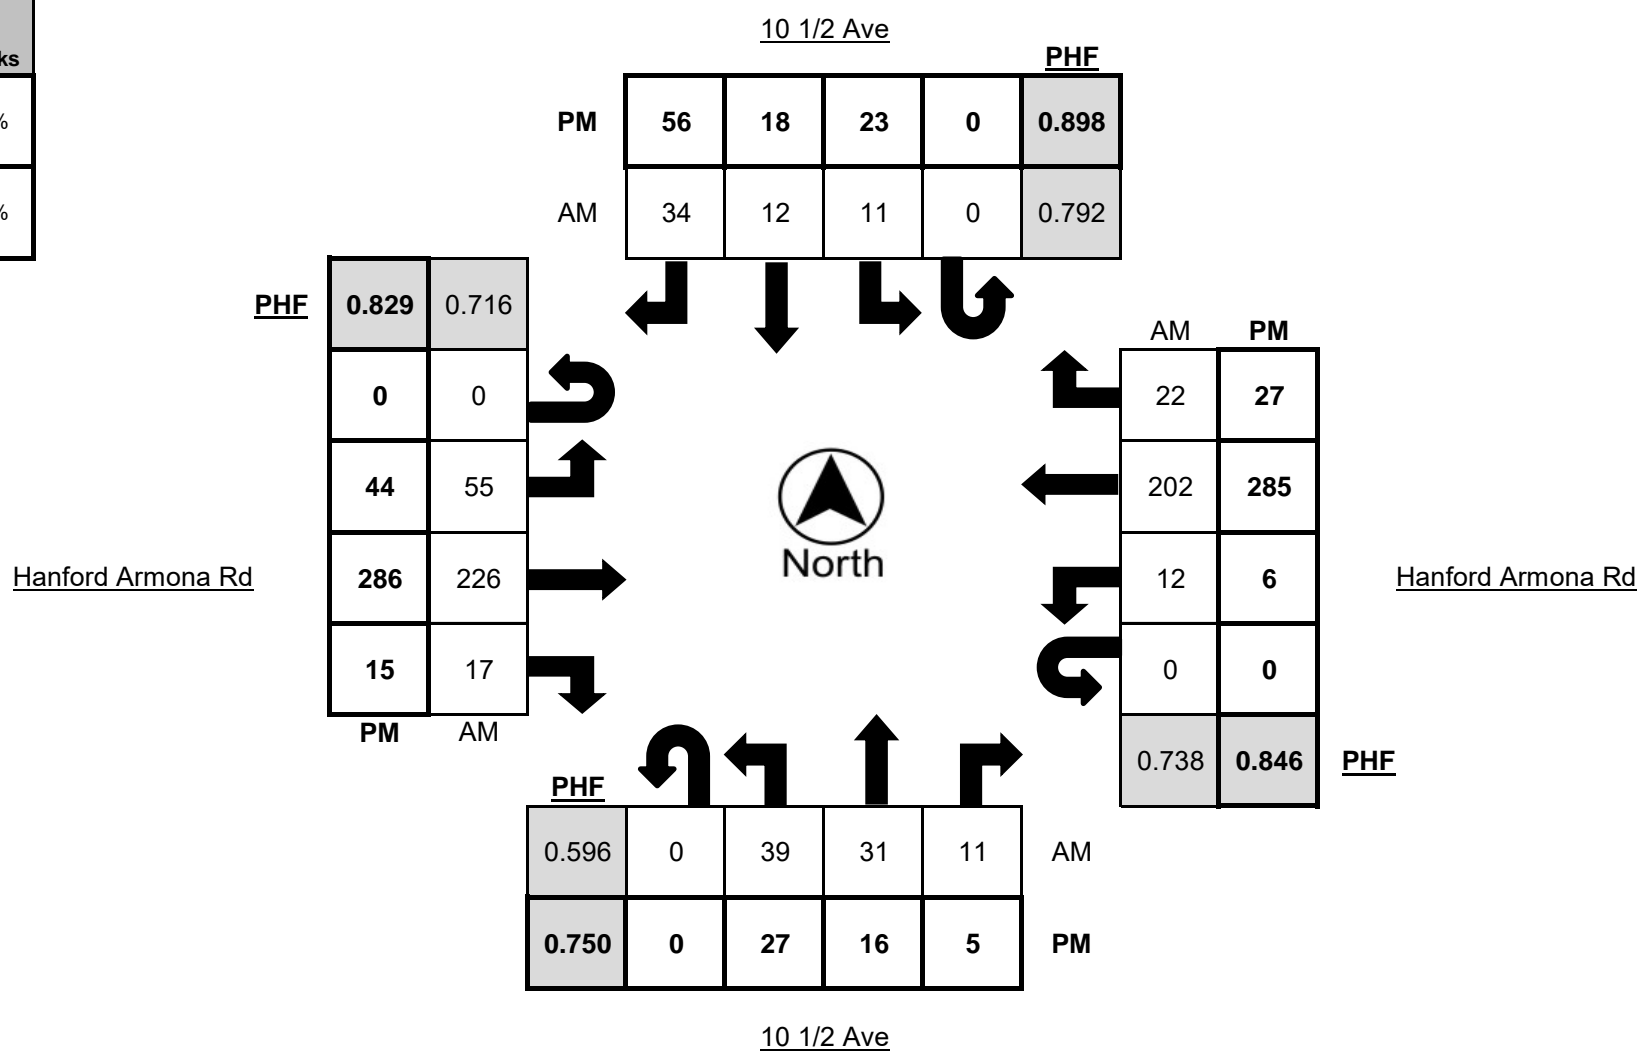 10 1/2 Ave
PHF
ks
PM 56 18 23 0 0.898
%
AM 34 12 11 0 0.792
%
PHF 0.829 0.716
AM PM
0 0
22 27
44 55
202 285
North
Hanford Armona Rd
286 226
12 6
Hanford Armona Rd
15 17
0 0
PM AM
0.738 0.846 PHF
PHF
0.596 0 39 31 11 AM
0.750 0 27 16 5 PM
10 1/2 Ave